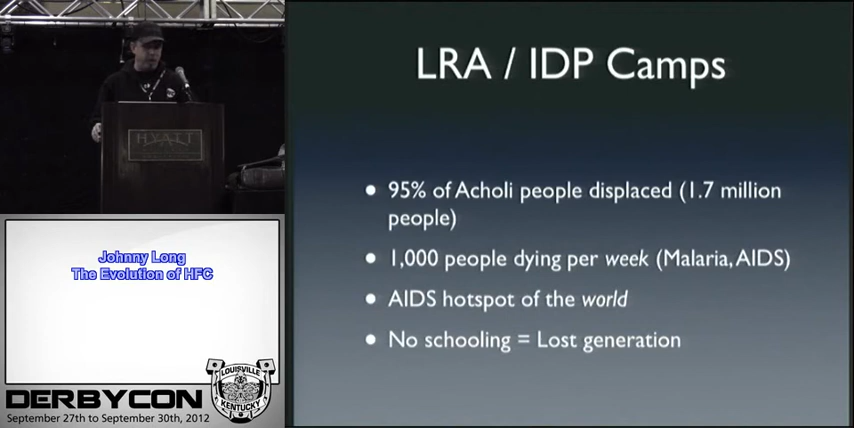 LRA / IDP Camps
• 95% of Acholi people displaced (1.7 million
people)
• 1,000 people dying per week (Malaria, AIDS)
• AIDS hotspot of the world
• No schooling = Lost generation
HYATT
Johnny Long
The Evolution of HFC
LOUISVILLE
KENTUCKY
DERBYCON
September 27th to September 30th, 2012